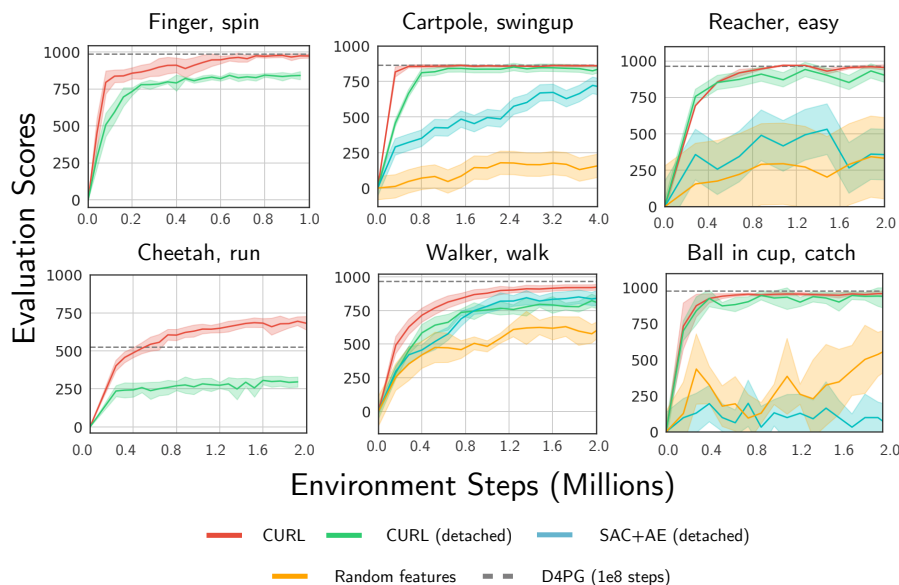 Finger, spin
Cartpole, swingup
Reacher, easy
1000
750
500
250
0
0.0 0.2 0.4 0.6 0.8 1.0
1000
750
500
250
0
0.0 0.8 1.6 2.4 3.2 4.0
1000
750
500
250
0
0.0 0.4 0.8 1.2 1.6 2.0
Evaluation Scores
Cheetah, run
Walker, walk
Ball in cup, catch
1000
750
500
250
0
0.0 0.4 0.8 1.2 1.6 2.0
1000
750
500
250
0
0.0 0.4 0.8 1.2 1.6 2.0
1000
750
500
250
0
0.0 0.4 0.8 1.2 1.6 2.0
Environment Steps (Millions)
CURL CURL (detached) SAC+AE (detached)
Random features D4PG (1e8 steps)